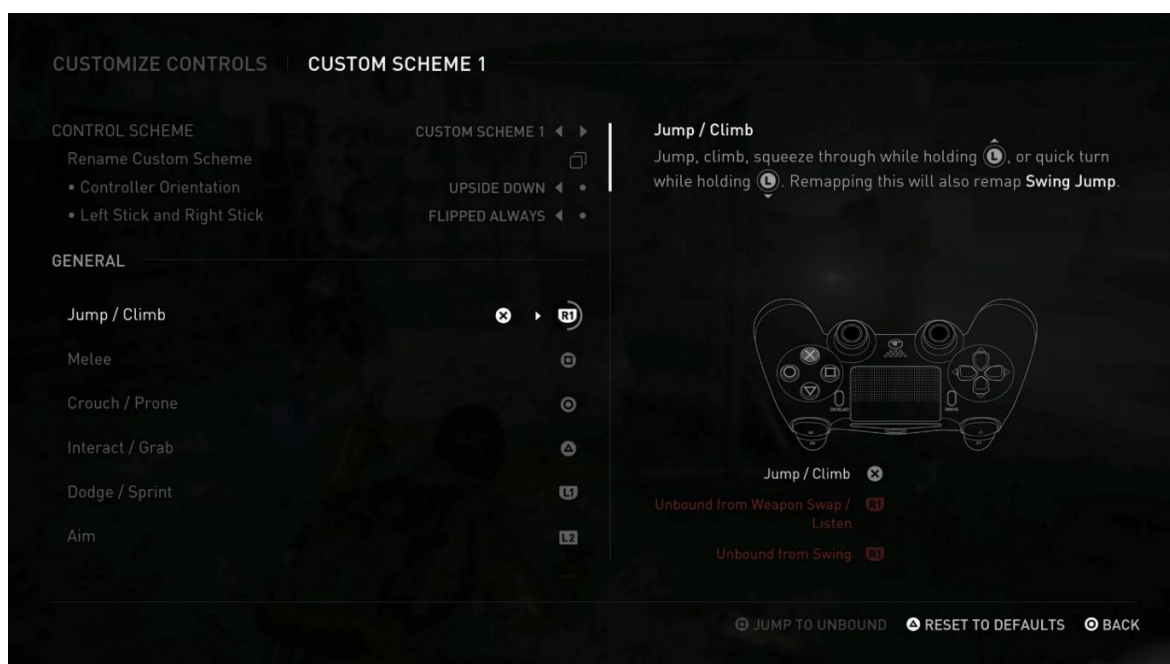 CUSTOMIZE CONTROLS CUSTOM SCHEME 1
CONTROL SCHEME CUSTOM SCHEME 1
Rename Custom Scheme
• Controller Orientation UPSIDE DOWN
• Left Stick and Right Stick FLIPPED ALWAYS
GENERAL
Jump / Climb R1
Melee
Crouch / Prone
Interact / Grab
Dodge / Sprint L1
Aim L2
Jump / Climb
Jump, climb, squeeze through while holding L, or quick turn
while holding L. Remapping this will also remap Swing Jump.
Jump / Climb
Unbound from Weapon Swap / R1
Listen
Unbound from Swing R1
JUMP TO UNBOUND RESET TO DEFAULTS BACK